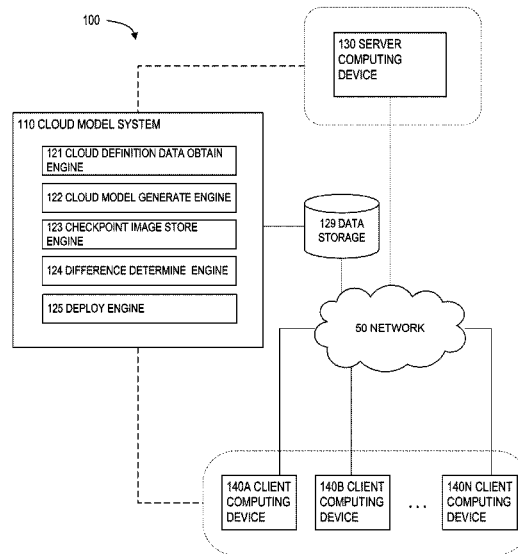 100
130 SERVER
COMPUTING
DEVICE
110 CLOUD MODEL SYSTEM
121 CLOUD DEFINITION DATA OBTAIN
ENGINE
122 CLOUD MODEL GENERATE ENGINE
123 CHECKPOINT IMAGE STORE
ENGINE
124 DIFFERENCE DETERMINE ENGINE
125 DEPLOY ENGINE
129 DATA
STORAGE
50 NETWORK
140A CLIENT
COMPUTING
DEVICE
140B CLIENT
COMPUTING
DEVICE
...
140N CLIENT
COMPUTING
DEVICE